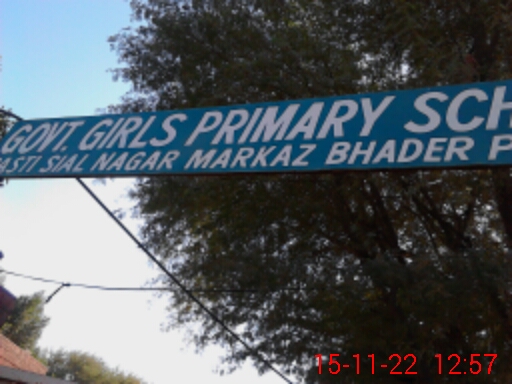 GOVT. GIRLS PRIMARY SCH
ASTI SIAL NAGAR MARKAZ BHADER P
15-11-22 12:57